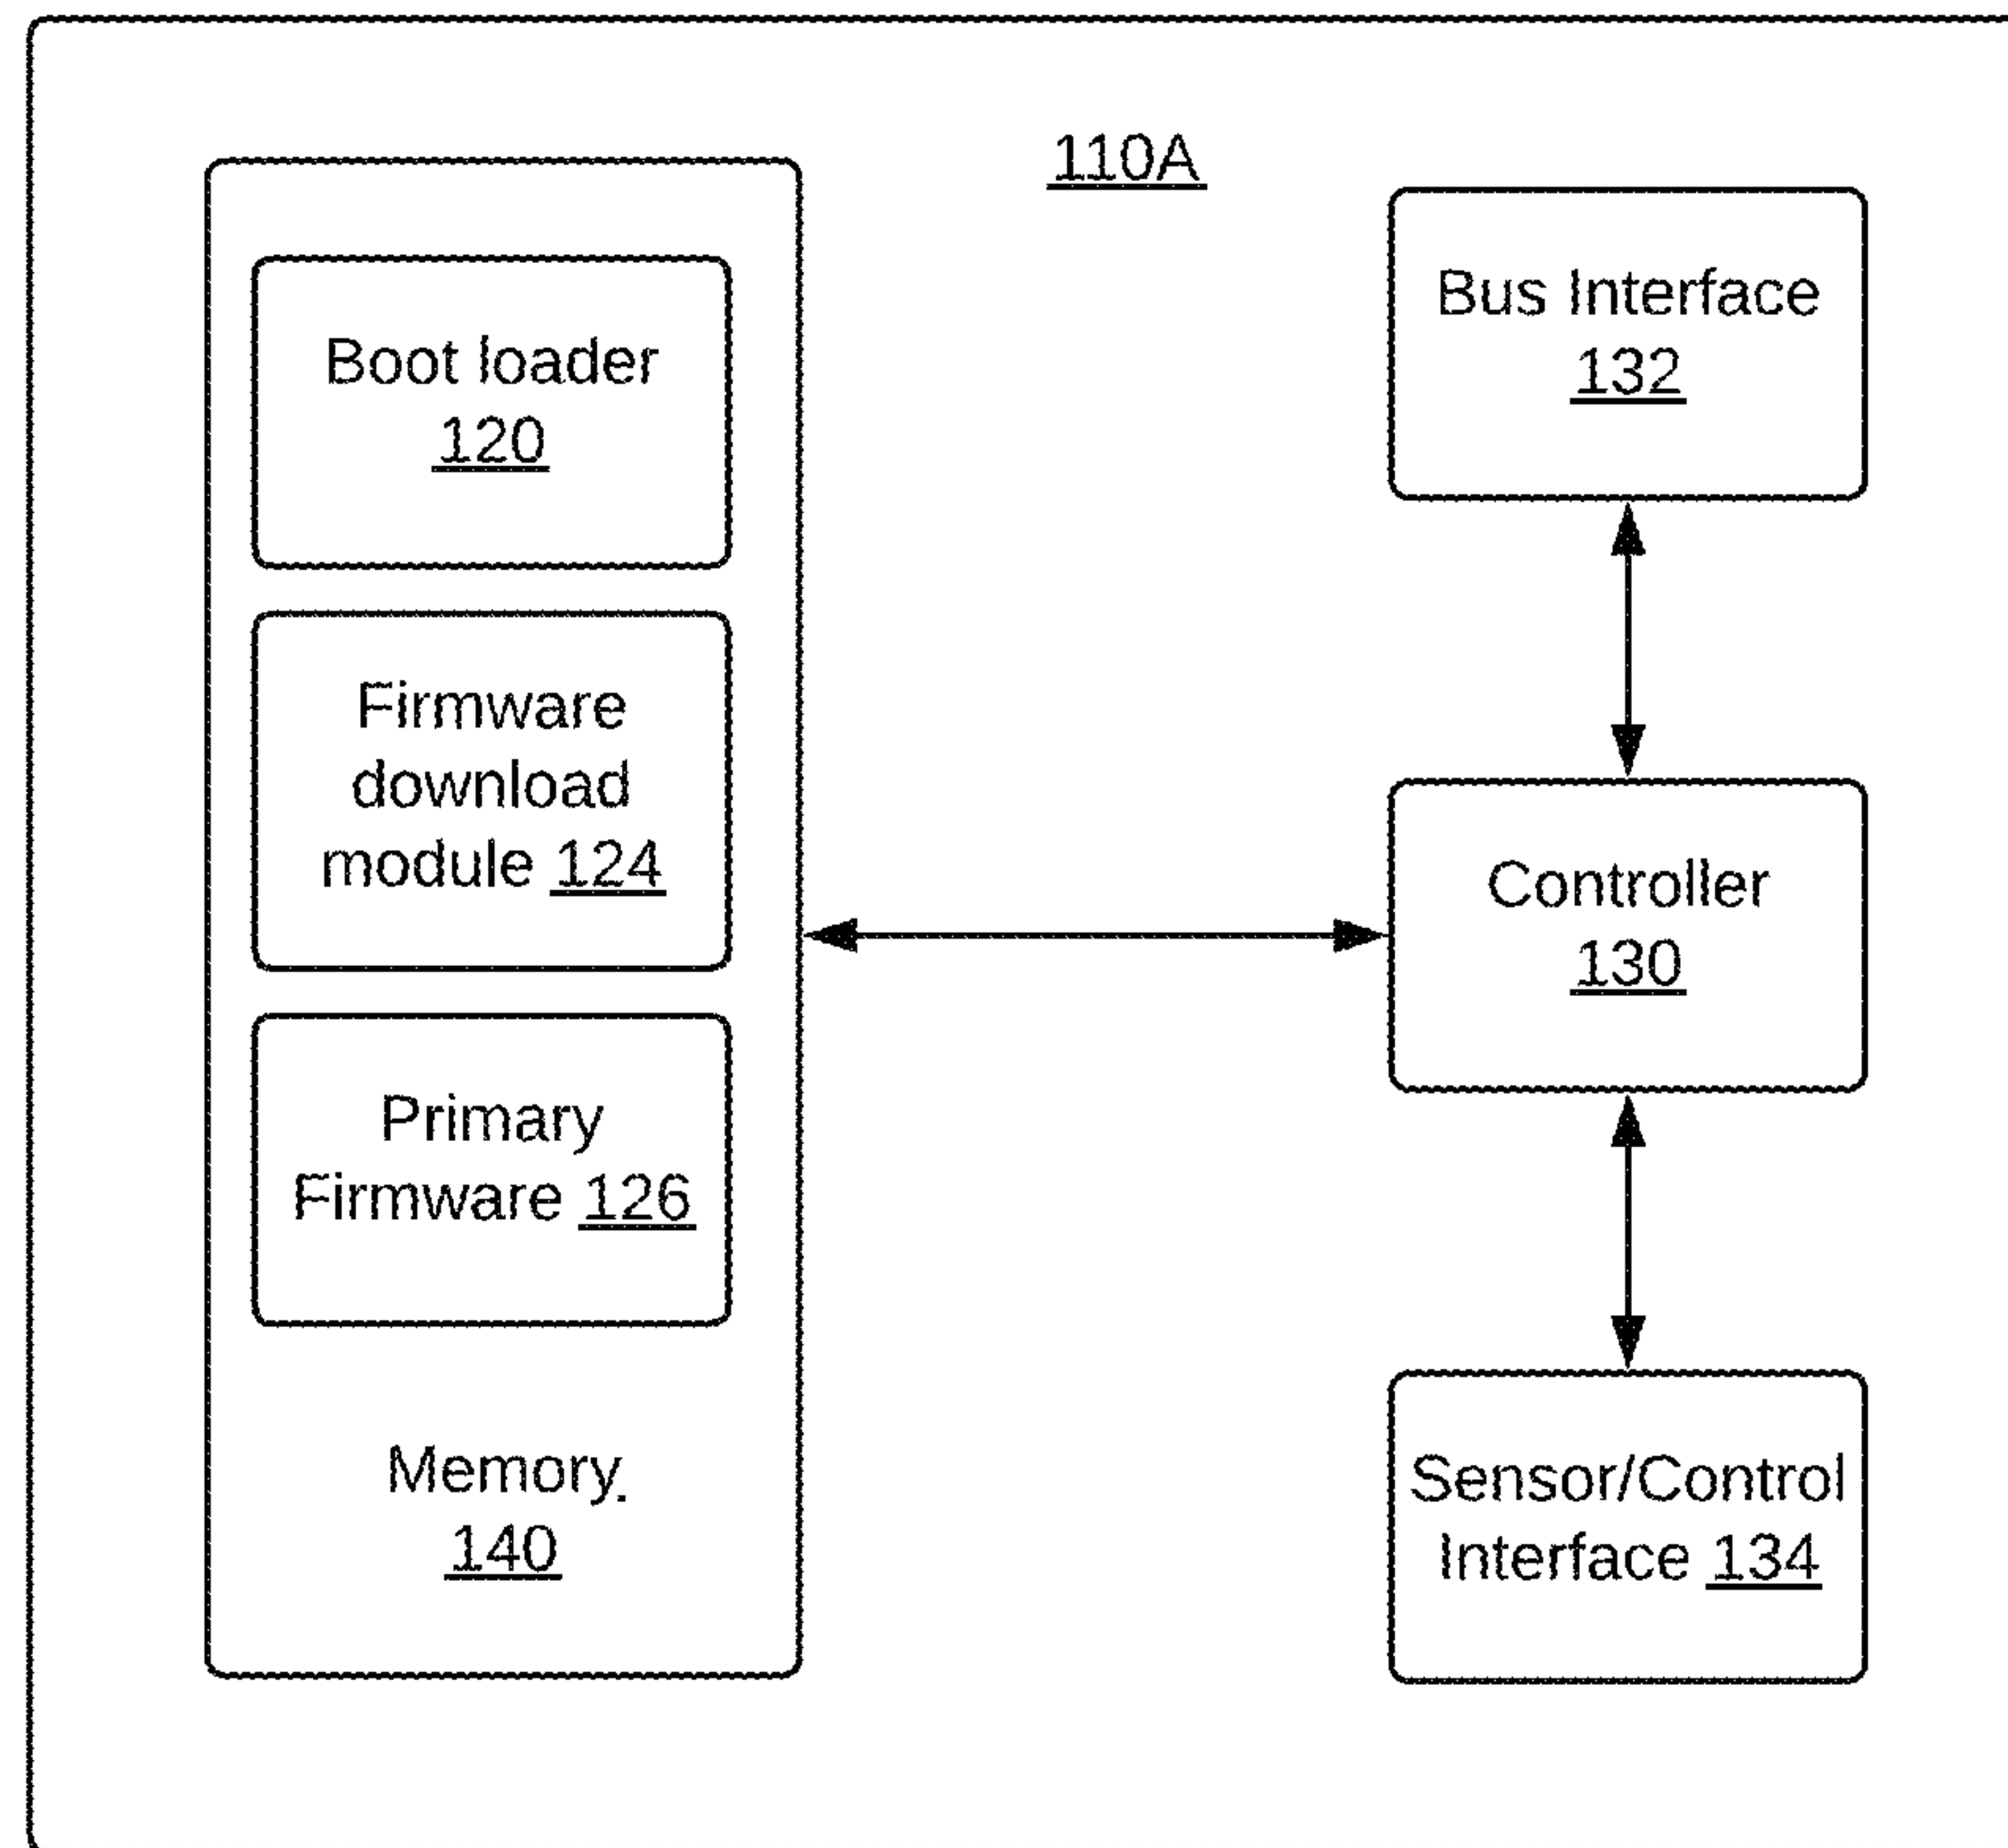 110A
Boot loader
120
Firmware
download
module 124
Primary
Firmware 126
Memory.
140
Bus Interface
132
Controller
130
Sensor/Control
Interface 134